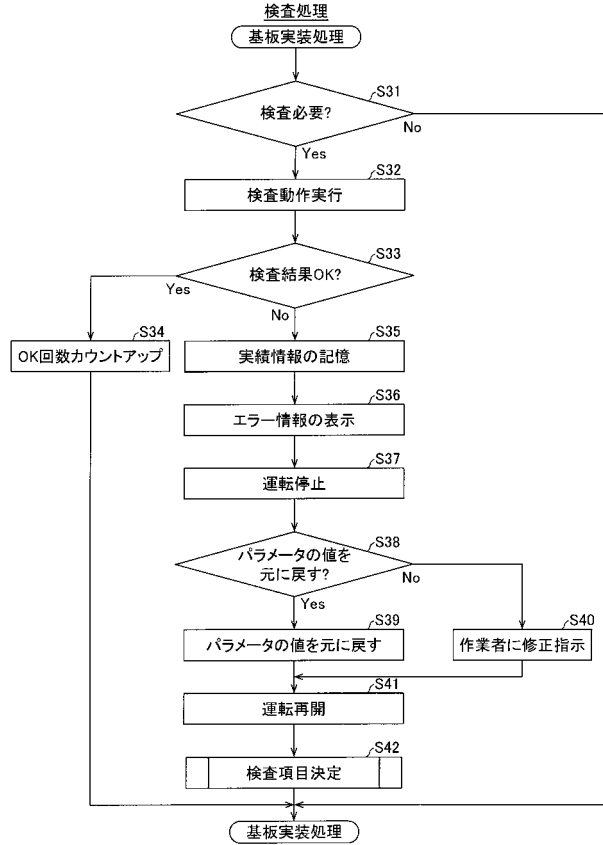 検査処理
基板実装処理
S31
検査必要?
No
Yes
S32
検査動作実行
S33
検査結果OK?
Yes
No
S34
OK回数カウントアップ
S35
実績情報の記憶
S36
エラー情報の表示
S37
運転停止
S38
パラメータの値を
元に戻す?
No
Yes
S39
パラメータの値を元に戻す
S40
作業者に修正指示
S41
運転再開
S42
検査項目決定
基板実装処理